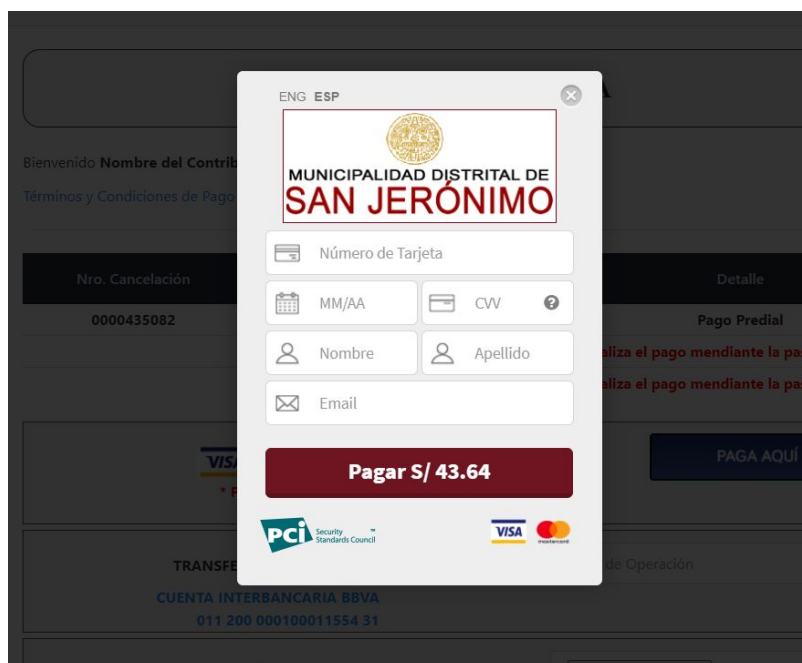 ENG ESP
MUNICIPALIDAD DISTRITAL DE
SAN JERÓNIMO
Bienvenido Nombre del Contrib
Términos y Condiciones de Pago
Número de Tarjeta
Nro. Cancelación
Detalle
MM/AA
CVV
0000435082
Pago Predial
Nombre
Apellido
aliza el pago mendiante la pa
aliza el pago mendiante la pa
Email
VISA
PAGA AQUÍ
Pagar S/ 43.64
PCi Security Standards Council
VISA
mastercard
TRANSFE
de Operación
CUENTA INTERBANCARIA BBVA
011 200 000100011554 31